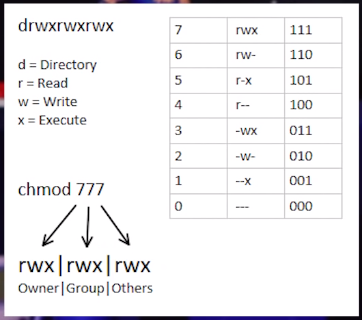 drwxrwxrwx
d = Directory
r = Read
w = Write
x = Execute
7 rwx 111
6 rw- 110
5 r-x 101
4 r-- 100
3 -wx 011
2 -w- 010
1 --x 001
0 --- 000
chmod 777
rwx|rwx|rwx
Owner|Group|Others